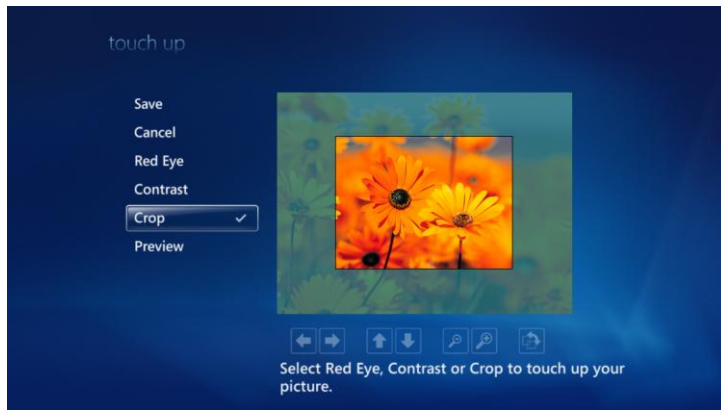 touch up
Save
Cancel
Red Eye
Contrast
Crop
Preview
Select Red Eye, Contrast or Crop to touch up your
picture.